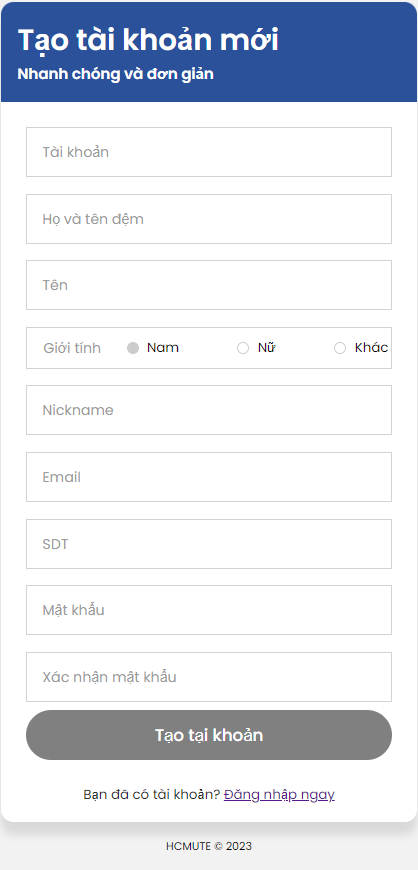 Tạo tài khoản mới
Nhanh chóng và đơn giản
Tài khoản
Họ và tên đệm
Tên
Giới tính Nam Nữ Khác
Nickname
Email
SDT
Mật khẩu
Xác nhận mật khẩu
Tạo tại khoản
Bạn đã có tài khoản? Đăng nhập ngay
HCMUTE © 2023